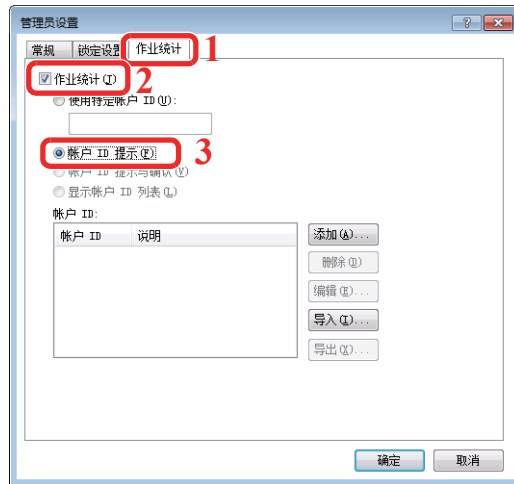 管理员设置
常规 锁定设置 作业统计 1
作业统计(T) 2
使用特定帐户 ID(U):
帐户 ID 提示(P) 3
帐户 ID 提示与确认(V)
显示帐户 ID 列表(L)
帐户 ID:
帐户 ID 说明
添加(A)...
删除(D)
编辑(E)...
导入(I)...
导出(X)...
确定 取消